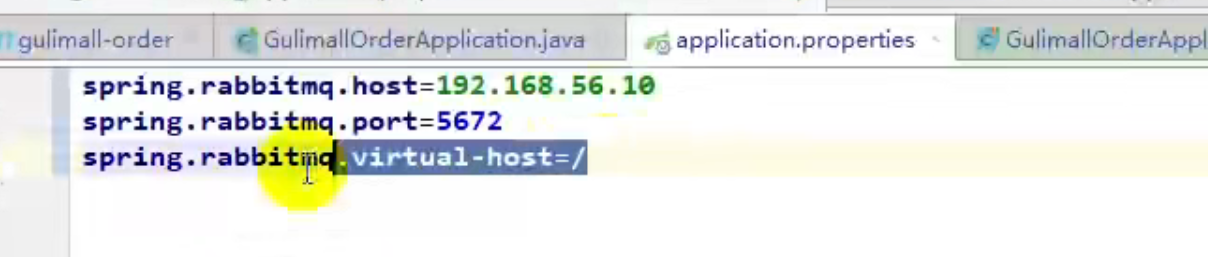 gulimall-order GulimallOrderApplication.java application.properties GulimallOrderAppl
spring.rabbitmq.host=192.168.56.10
spring.rabbitmq.port=5672
spring.rabbitmq.virtual-host=/